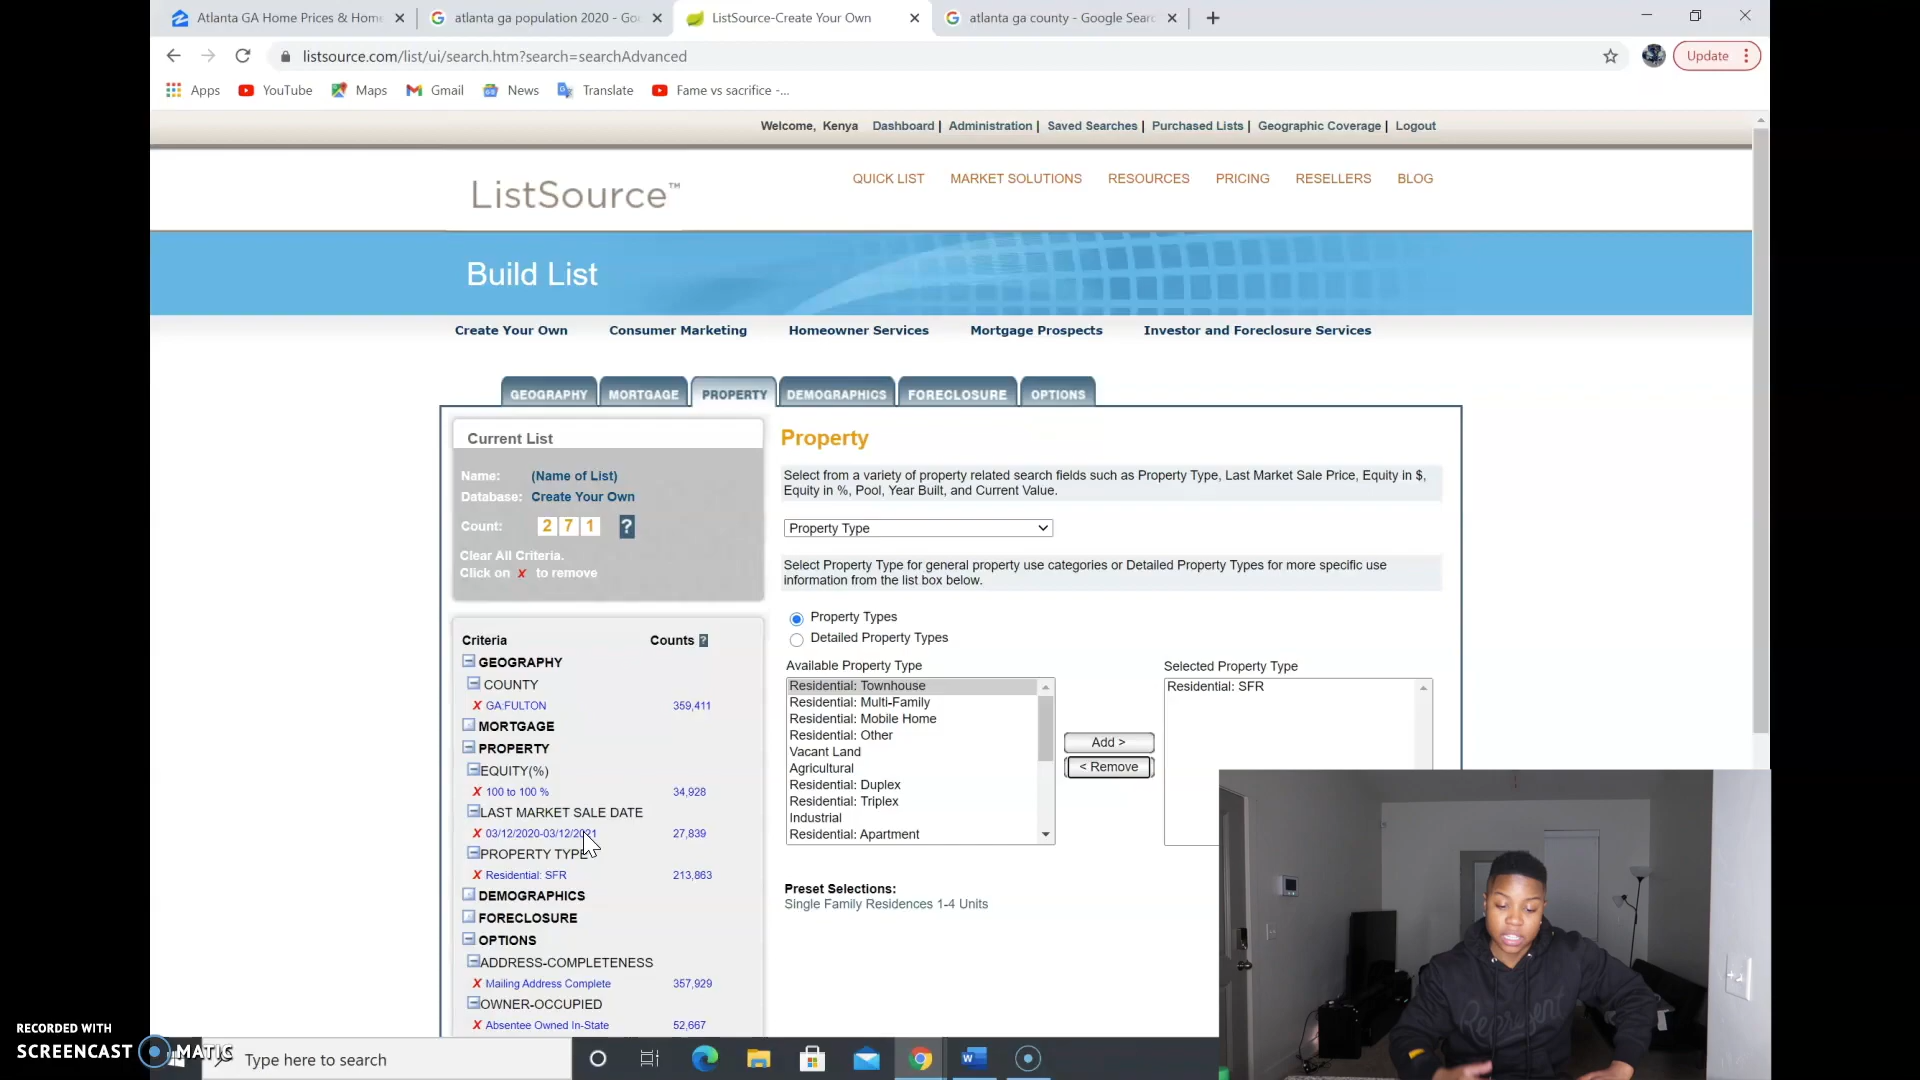 Atlanta GA Home Prices & Home
atlanta ga population 2020 - Go
ListSource-Create Your Own
atlanta ga county - Google Sear
listsource.com/list/ui/search.htm?search=searchAdvanced
Update
Apps
YouTube
Maps
Gmail
News
Translate
Fame vs sacrifice -...
Welcome, Kenya Dashboard | Administration | Saved Searches | Purchased Lists | Geographic Coverage | Logout
ListSource™
QUICK LIST MARKET SOLUTIONS RESOURCES PRICING RESELLERS BLOG
Build List
Create Your Own Consumer Marketing Homeowner Services Mortgage Prospects Investor and Foreclosure Services
GEOGRAPHY MORTGAGE PROPERTY DEMOGRAPHICS FORECLOSURE OPTIONS
Current List
Name: (Name of List)
Database: Create Your Own
Count: 2 7 1 ?
Clear All Criteria.
Click on X to remove
Criteria Counts ?
GEOGRAPHY
COUNTY
X GA:FULTON 359,411
MORTGAGE
PROPERTY
EQUITY(%)
X 100 to 100 % 34,928
LAST MARKET SALE DATE
X 03/12/2020-03/12/2021 27,839
PROPERTY TYPE
X Residential: SFR 213,863
DEMOGRAPHICS
FORECLOSURE
OPTIONS
ADDRESS-COMPLETENESS
X Mailing Address Complete 357,929
OWNER-OCCUPIED
X Absentee Owned In-State 52,667
Property
Select from a variety of property related search fields such as Property Type, Last Market Sale Price, Equity in $,
Equity in %, Pool, Year Built, and Current Value.
Property Type
Select Property Type for general property use categories or Detailed Property Types for more specific use
information from the list box below.
Property Types
Detailed Property Types
Available Property Type
Residential: Townhouse
Residential: Multi-Family
Residential: Mobile Home
Residential: Other
Vacant Land
Agricultural
Residential: Duplex
Residential: Triplex
Industrial
Residential: Apartment
Add >
< Remove
Selected Property Type
Residential: SFR
Preset Selections:
Single Family Residences 1-4 Units
Represent
RECORDED WITH
SCREENCAST MATIC
Type here to search